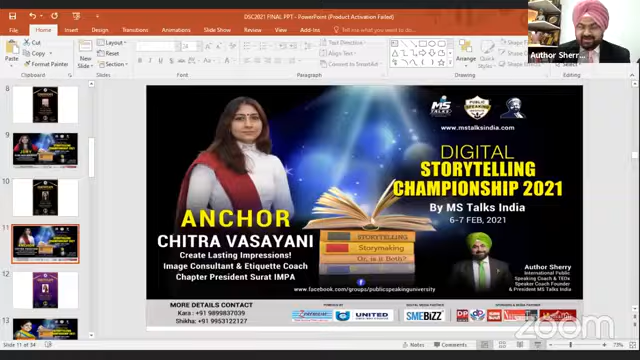 DSC2021 FINAL.PPT - PowerPoint (Product Activation Failed)
File
Home
Insert
Design
Transitions
Animations
Slide Show
Review
View
Add-ins
Tell me what you want to do...
Cut
Copy
Format Painter
Clipboard
New
Slide
Layout
Reset
Section
Slides
Font
Paragraph
Text Direction
Align Text
Convert to SmartArt
Drawing
Shape Fill
Shape Outline
Shape Effects
Editing
Author Sherr...
8
9
10
11
12
13
MS
TALKS
PUBLIC
SPEAKING
www.mstalksindia.com
DIGITAL
STORYTELLING
CHAMPIONSHIP 2021
By MS Talks India
6-7 FEB, 2021
ANCHOR
CHITRA VASAYANI
Create Lasting Impressions!
Image Consultant & Etiquette Coach
Chapter President Surat IMPA
STORYTELLING
Storymaking
Or, is it Both?
Author Sherry
International Public
Speaking Coach & TEDx
Speaker Coach Founder
& President MS Talks India
www.facebook.com/groups/publicspeakinguniversity
MORE DETAILS CONTACT
Kara : +91 9899837039
Shikha: +91 9953122127
UNITED
SMEBIZZ
Slide 11 of 34
Notes
Comments
73%
zoom